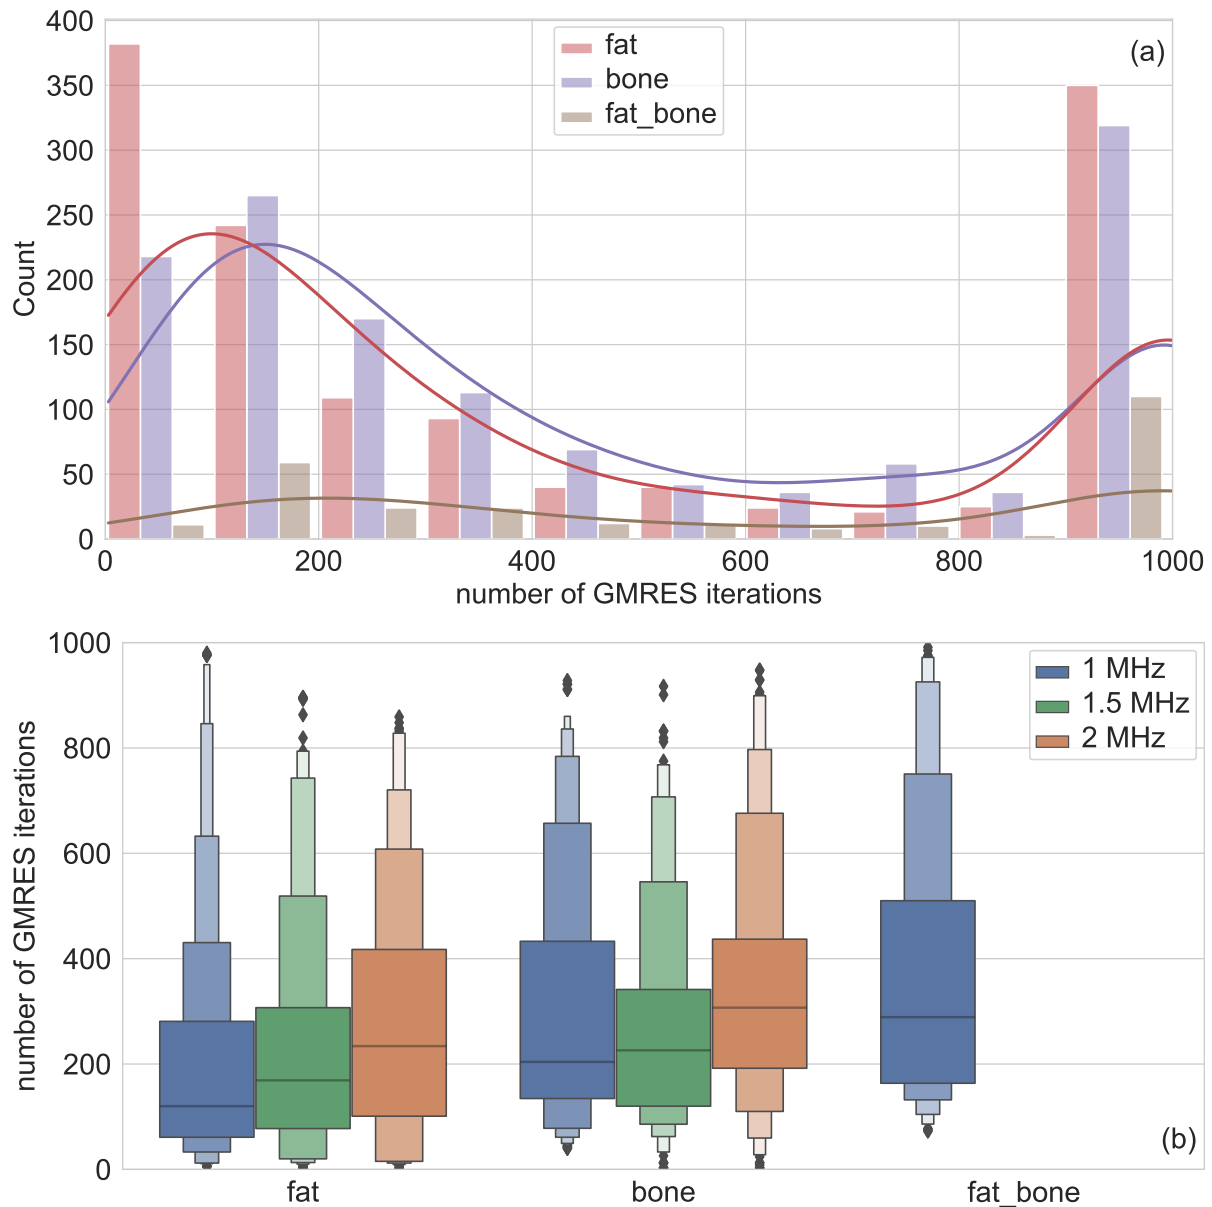 400
350
300
250
200
150
100
50
0
Count
fat
bone
fat_bone
(a)
0 200 400 600 800 1000
number of GMRES iterations
1000
800
600
400
200
0
number of GMRES iterations
1 MHz
1.5 MHz
2 MHz
(b)
fat bone fat_bone